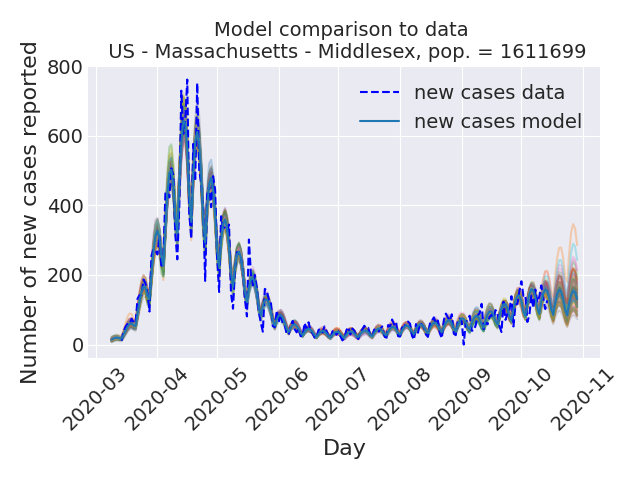 Model comparison to data
US - Massachusetts - Middlesex, pop. = 1611699
Number of new cases reported
800
600
400
200
0
new cases data
new cases model
2020-03
2020-04
2020-05
2020-06
2020-07
2020-08
2020-09
2020-10
2020-11
Day